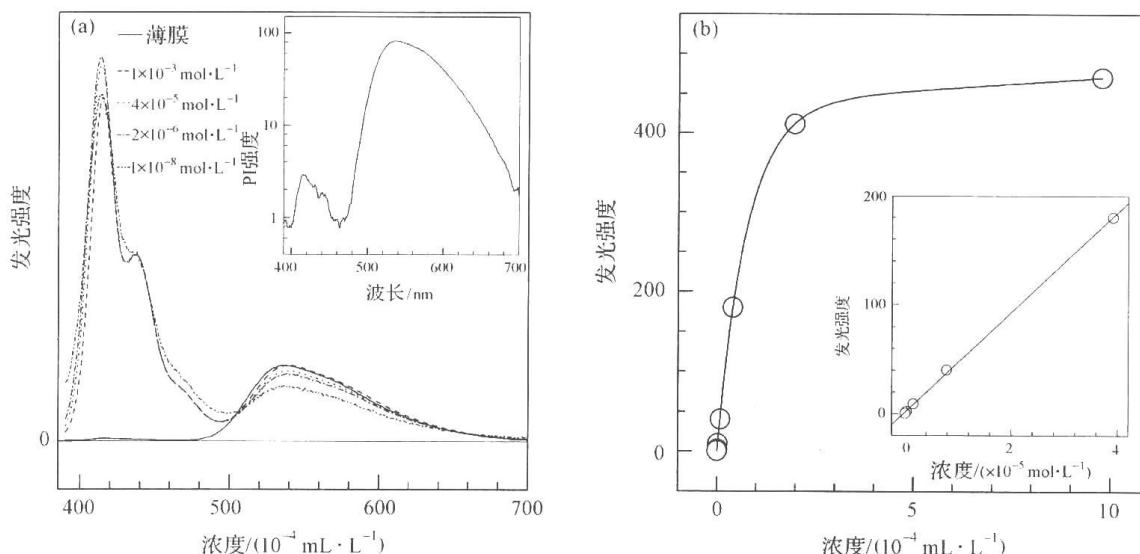 (a)
薄膜
1×10⁻³ mol·L⁻¹
4×10⁻⁵ mol·L⁻¹
2×10⁻⁶ mol·L⁻¹
1×10⁻⁸ mol·L⁻¹
发光强度
0
400
500
600
700
浓度/(10⁻⁴ mL · L⁻¹)
100
10
1
PI强度
400
500
600
700
波长/nm
(b)
发光强度
400
200
0
0
5
10
浓度/(10⁻⁴ mL · L⁻¹)
200
100
0
发光强度
0
2
4
浓度/(×10⁻⁵ mol·L⁻¹)